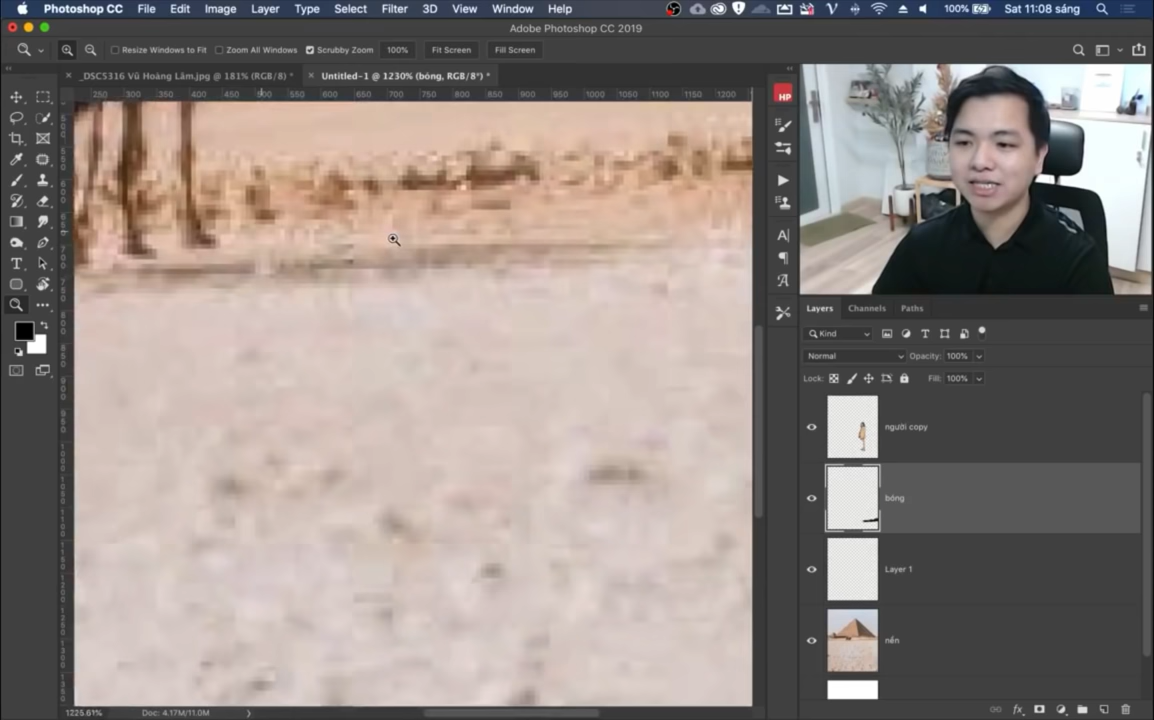 Photoshop CC File Edit Image Layer Type Select Filter 3D View Window Help 100% Sat 11:08 sáng
Adobe Photoshop CC 2019
Resize Windows to Fit Zoom All Windows Scrubby Zoom 100% Fit Screen Fill Screen
_DSC5316 Vũ Hoàng Lâm.jpg @ 181% (RGB/8) * Untitled-1 @ 1230% (bóng, RGB/8*) *
250 300 350 400 450 500 550 600 650 700 750 800 850 900 950 1000 1050 1100 1150 1200
HP
Layers Channels Paths
Kind
Normal Opacity: 100%
Lock: Fill: 100%
người copy
bóng
Layer 1
nền
1225.61% Doc: 4.17M/11.0M